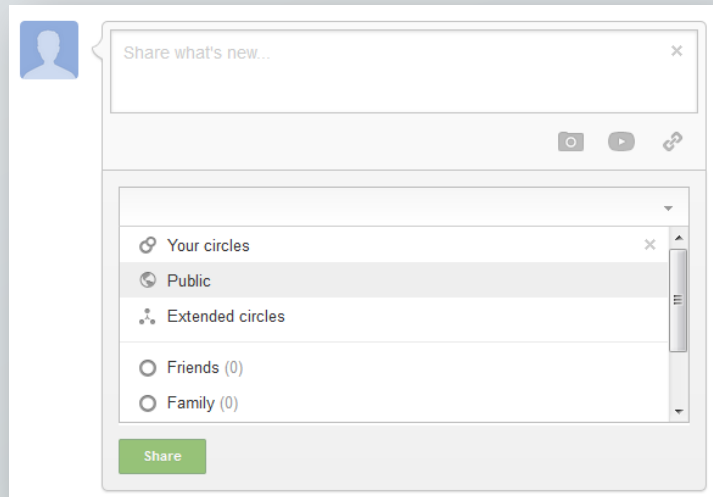 Share what's new...
Your circles
Public
Extended circles
Friends (0)
Family (0)
Share